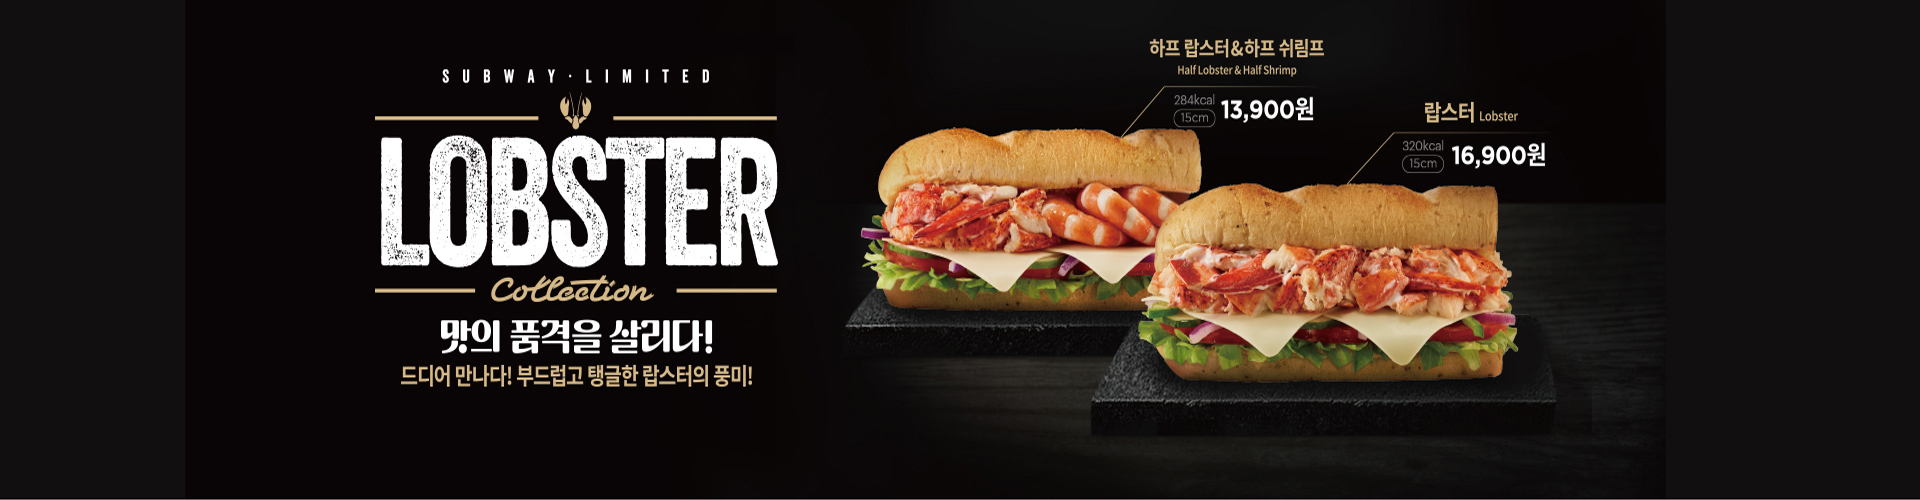 SUBWAY·LIMITED
LOBSTER
Collection
맛의 품격을 살리다!
드디어 만나다! 부드럽고 탱글한 랍스터의 풍미!
하프 랍스터&하프 쉬림프
Half Lobster & Half Shrimp
284kcal
15cm
13,900원
랍스터 Lobster
320kcal
15cm
16,900원